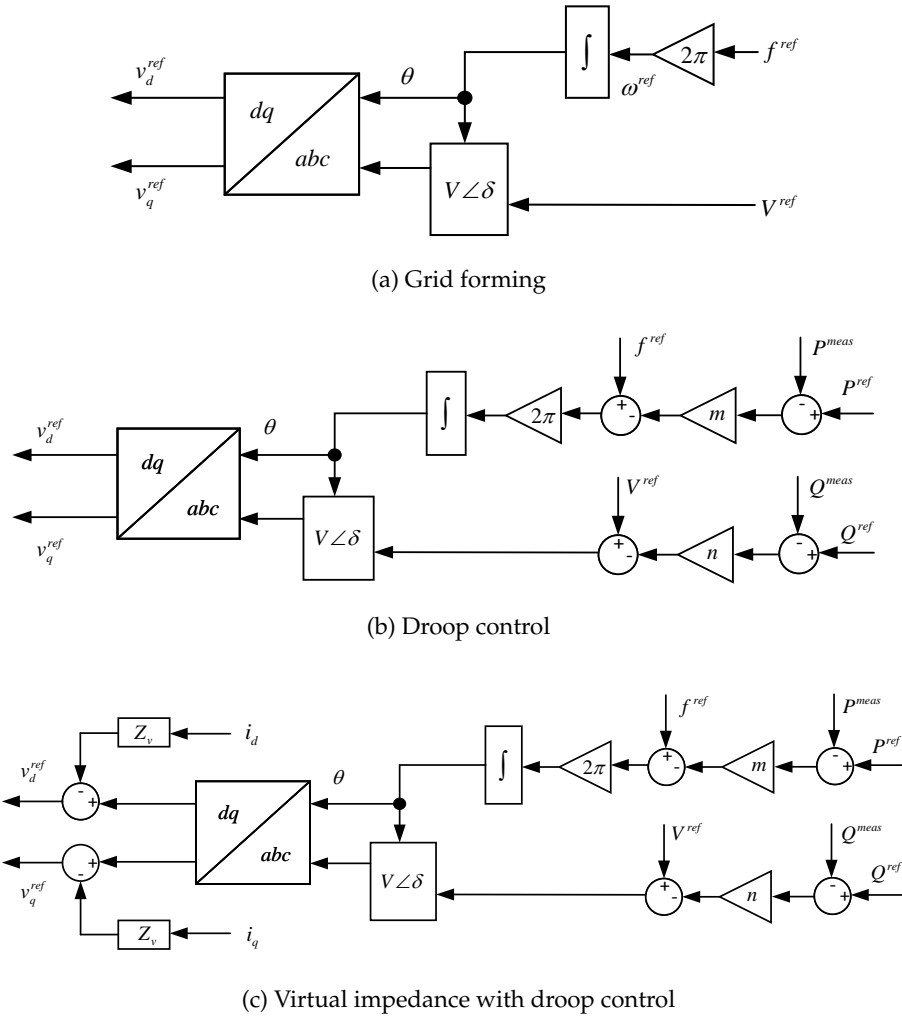 v_d^{ref}
θ
∫
ω^{ref}
2π
f^{ref}
dq
abc
v_q^{ref}
V∠δ
V^{ref}
(a) Grid forming
f^{ref}
P^{meas}
P^{ref}
v_d^{ref}
θ
∫
2π
+
-
m
-
+
dq
abc
v_q^{ref}
V∠δ
V^{ref}
Q^{meas}
Q^{ref}
+
-
n
-
+
(b) Droop control
Z_v
i_d
f^{ref}
P^{meas}
P^{ref}
v_d^{ref}
-
+
θ
∫
2π
+
-
m
-
+
dq
abc
v_q^{ref}
+
-
V∠δ
V^{ref}
Q^{meas}
Q^{ref}
+
-
n
-
+
Z_v
i_q
(c) Virtual impedance with droop control